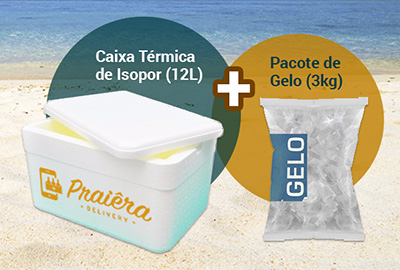 Caixa Térmica
de Isopor (12L)
+
Pacote de
Gelo (3kg)
Praiêra
• DELIVERY •
GELO